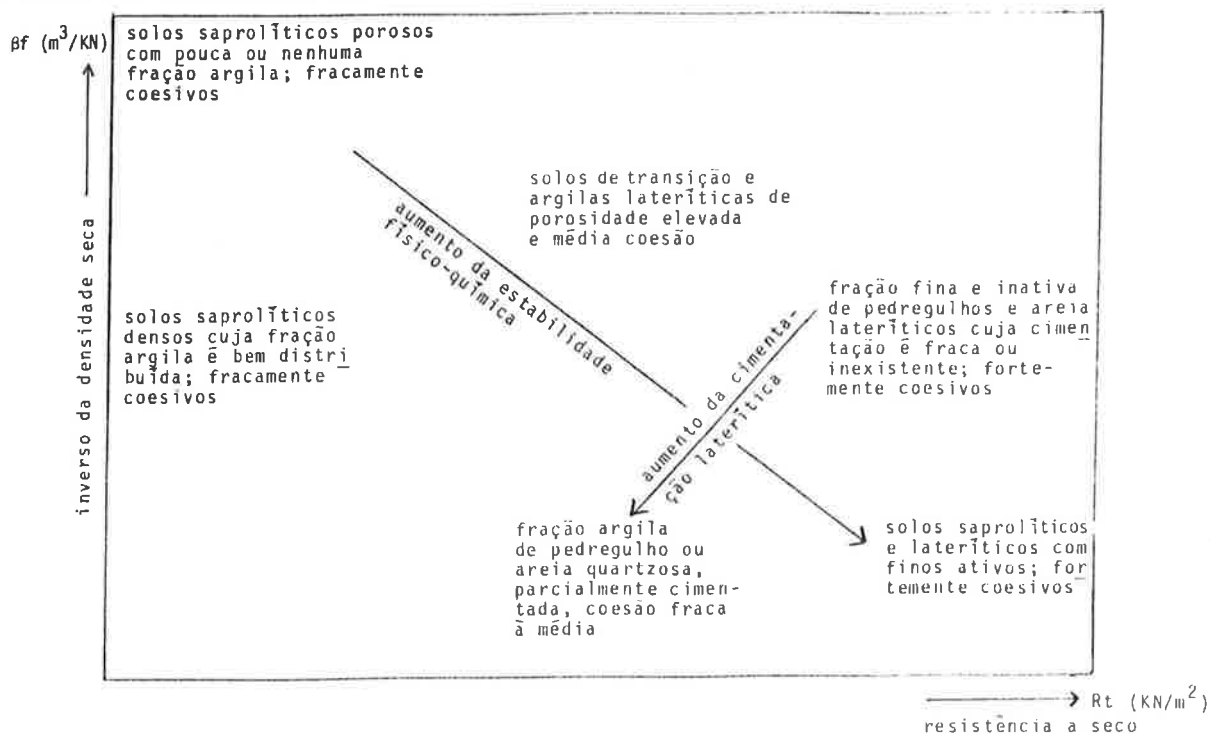 βf (m³/KN)
inverso da densidade seca
solos saprolíticos porosos
com pouca ou nenhuma
fração argila; fracamente
coesivos
solos de transição e
argilas lateríticas de
porosidade elevada
e média coesão
aumento da estabilidade
físico-química
solos saprolíticos
densos cuja fração
argila é bem distri
buída; fracamente
coesivos
fração fina e inativa
de pedregulhos e areia
lateríticos cuja cimen
tação é fraca ou
inexistente; forte-
mente coesivos
aumento da cimenta-
ção laterítica
fração argila
de pedregulho ou
areia quartzosa,
parcialmente cimen-
tada, coesão fraca
à média
solos saprolíticos
e lateríticos com
finos ativos; for
temente coesivos
Rt (KN/m²)
resistência a seco